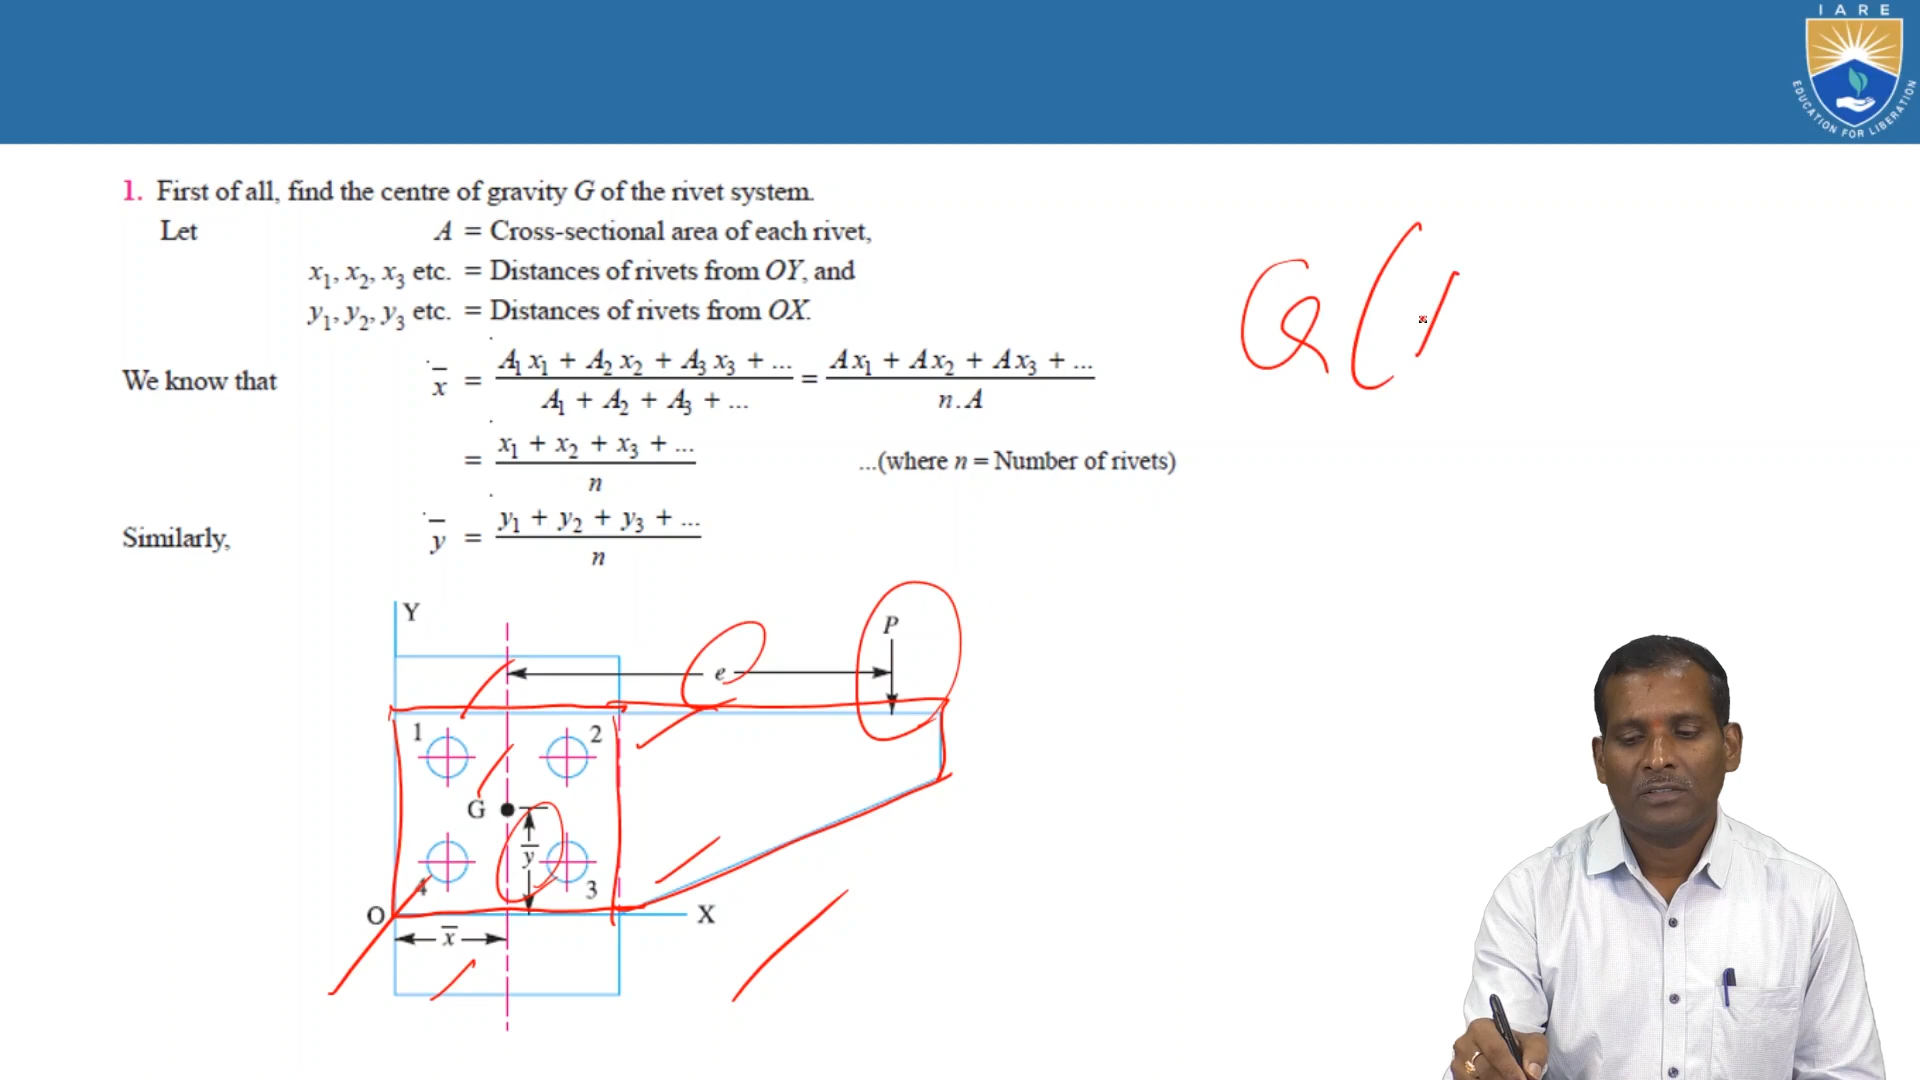 IARE
EDUCATION FOR LIBERATION
1. First of all, find the centre of gravity G of the rivet system.
Let A = Cross-sectional area of each rivet,
x₁, x₂, x₃ etc. = Distances of rivets from OY, and
y₁, y₂, y₃ etc. = Distances of rivets from OX.
We know that x̄ = (A₁ x₁ + A₂ x₂ + A₃ x₃ + ...) / (A₁ + A₂ + A₃ + ...) = (A x₁ + A x₂ + A x₃ + ...) / (n . A)
= (x₁ + x₂ + x₃ + ...) / n ...(where n = Number of rivets)
Similarly, ȳ = (y₁ + y₂ + y₃ + ...) / n
G (
Y
P
e
1 2
G
ȳ
4 3
O X
x̄